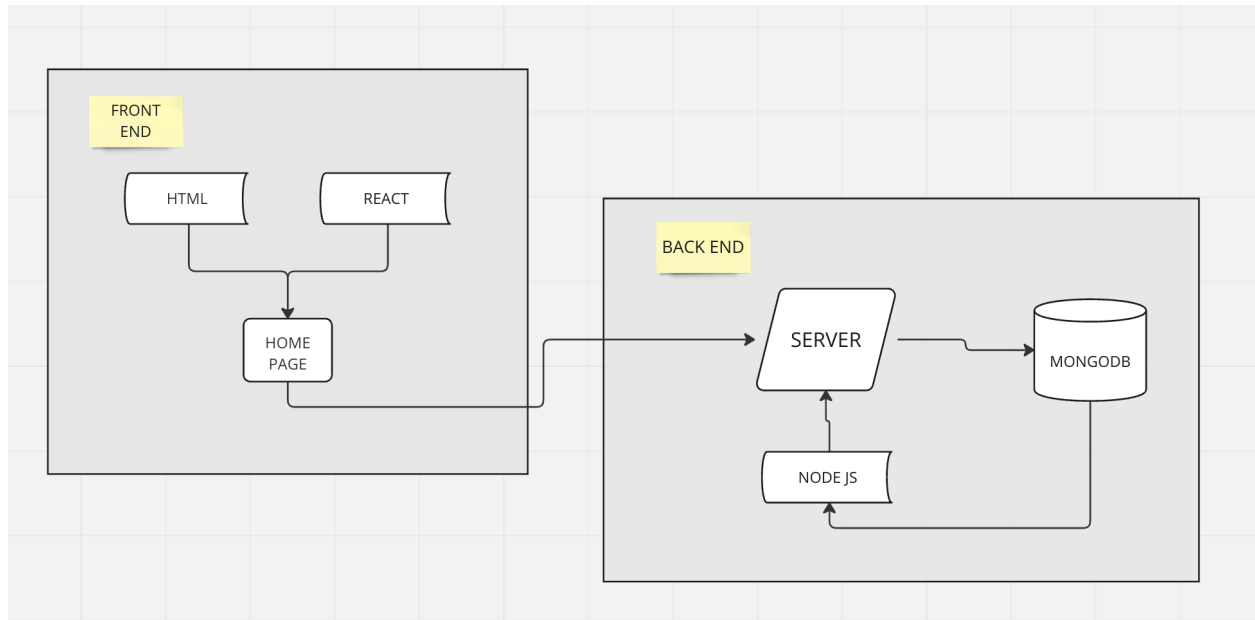 FRONT
END
HTML
REACT
HOME
PAGE
BACK END
SERVER
MONGODB
NODE JS